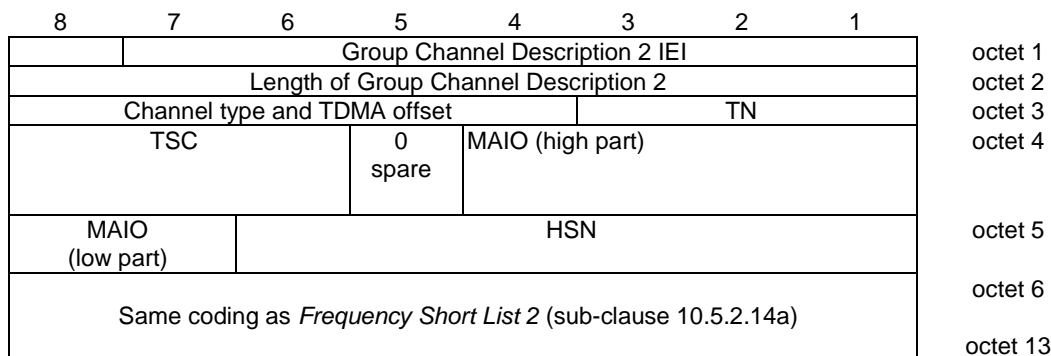 8 7 6 5 4 3 2 1
Group Channel Description 2 IEI octet 1
Length of Group Channel Description 2 octet 2
Channel type and TDMA offset TN octet 3
TSC 0 MAIO (high part) octet 4
spare
MAIO HSN octet 5
(low part)
octet 6
Same coding as Frequency Short List 2 (sub-clause 10.5.2.14a)
octet 13